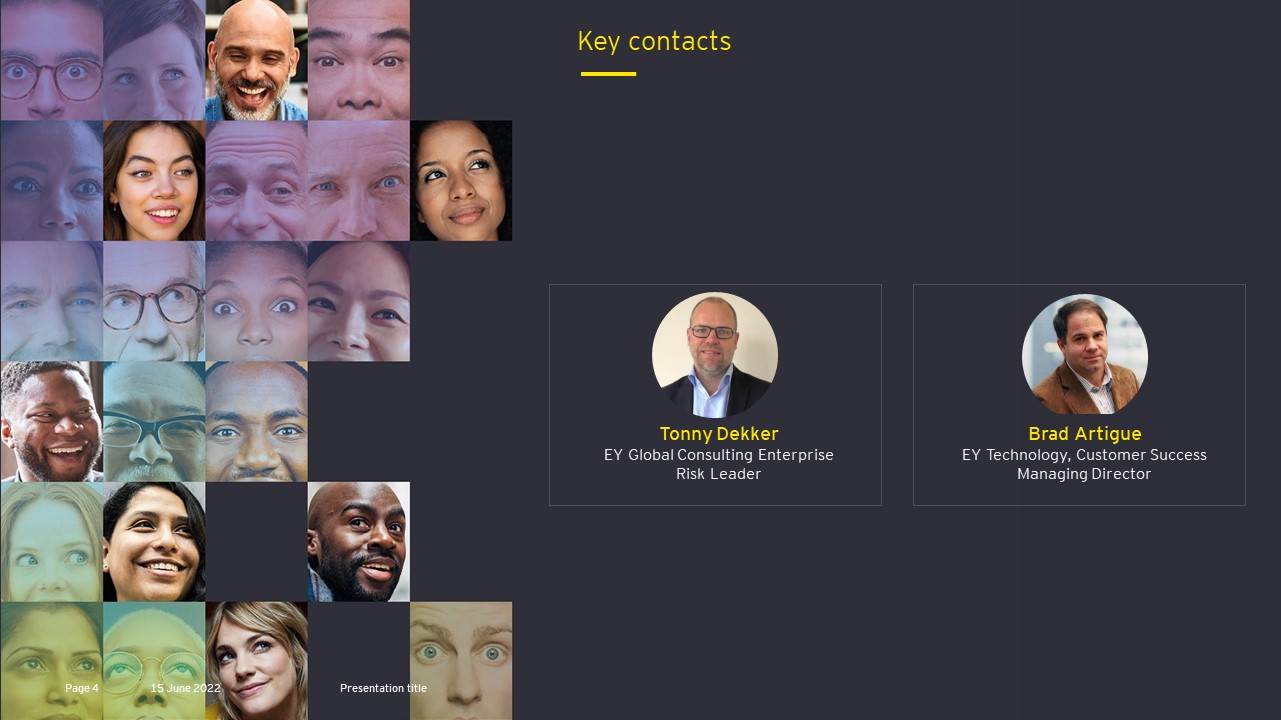 Key contacts
Tonny Dekker
EY Global Consulting Enterprise
Risk Leader
Brad Artigue
EY Technology, Customer Success
Managing Director
Page 4
15 June 2022
Presentation title